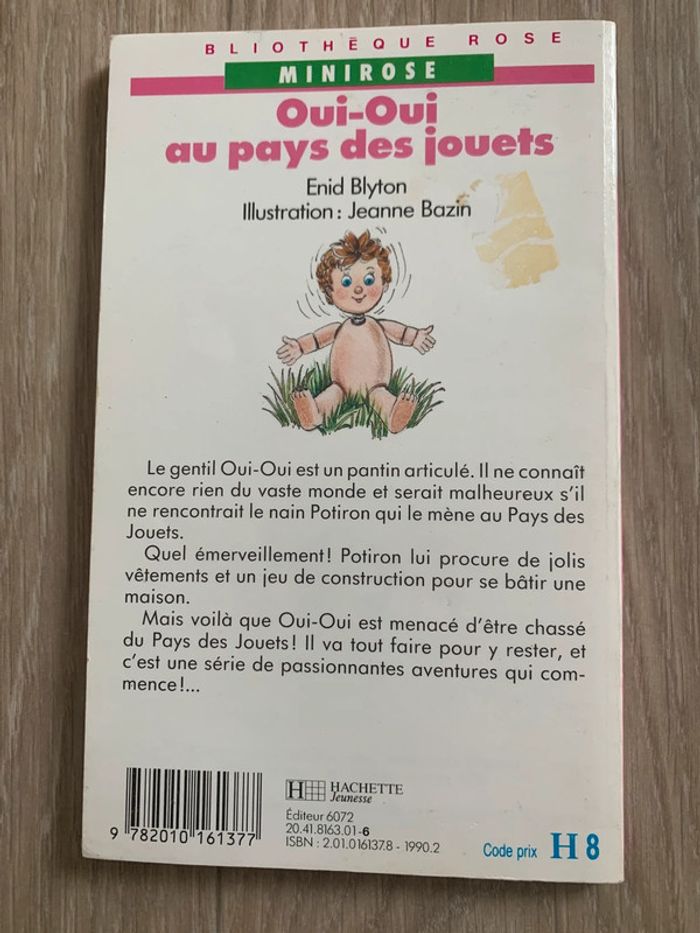 BLIOTHÈQUE ROSE
MINIROSE
Oui-Oui
au pays des jouets
Enid Blyton
Illustration : Jeanne Bazin
Le gentil Oui-Oui est un pantin articulé. Il ne connaît
encore rien du vaste monde et serait malheureux s'il
ne rencontrait le nain Potiron qui le mène au Pays des
Jouets.
Quel émerveillement! Potiron lui procure de jolis
vêtements et un jeu de construction pour se bâtir une
maison.
Mais voilà que Oui-Oui est menacé d'être chassé
du Pays des Jouets! Il va tout faire pour y rester, et
c'est une série de passionnantes aventures qui com-
mence!...
H HACHETTE
Jeunesse
Éditeur 6072
20.41.8163.01-6
ISBN : 2.01.016137.8 - 1990.2
9 782010 161377
Code prix H 8